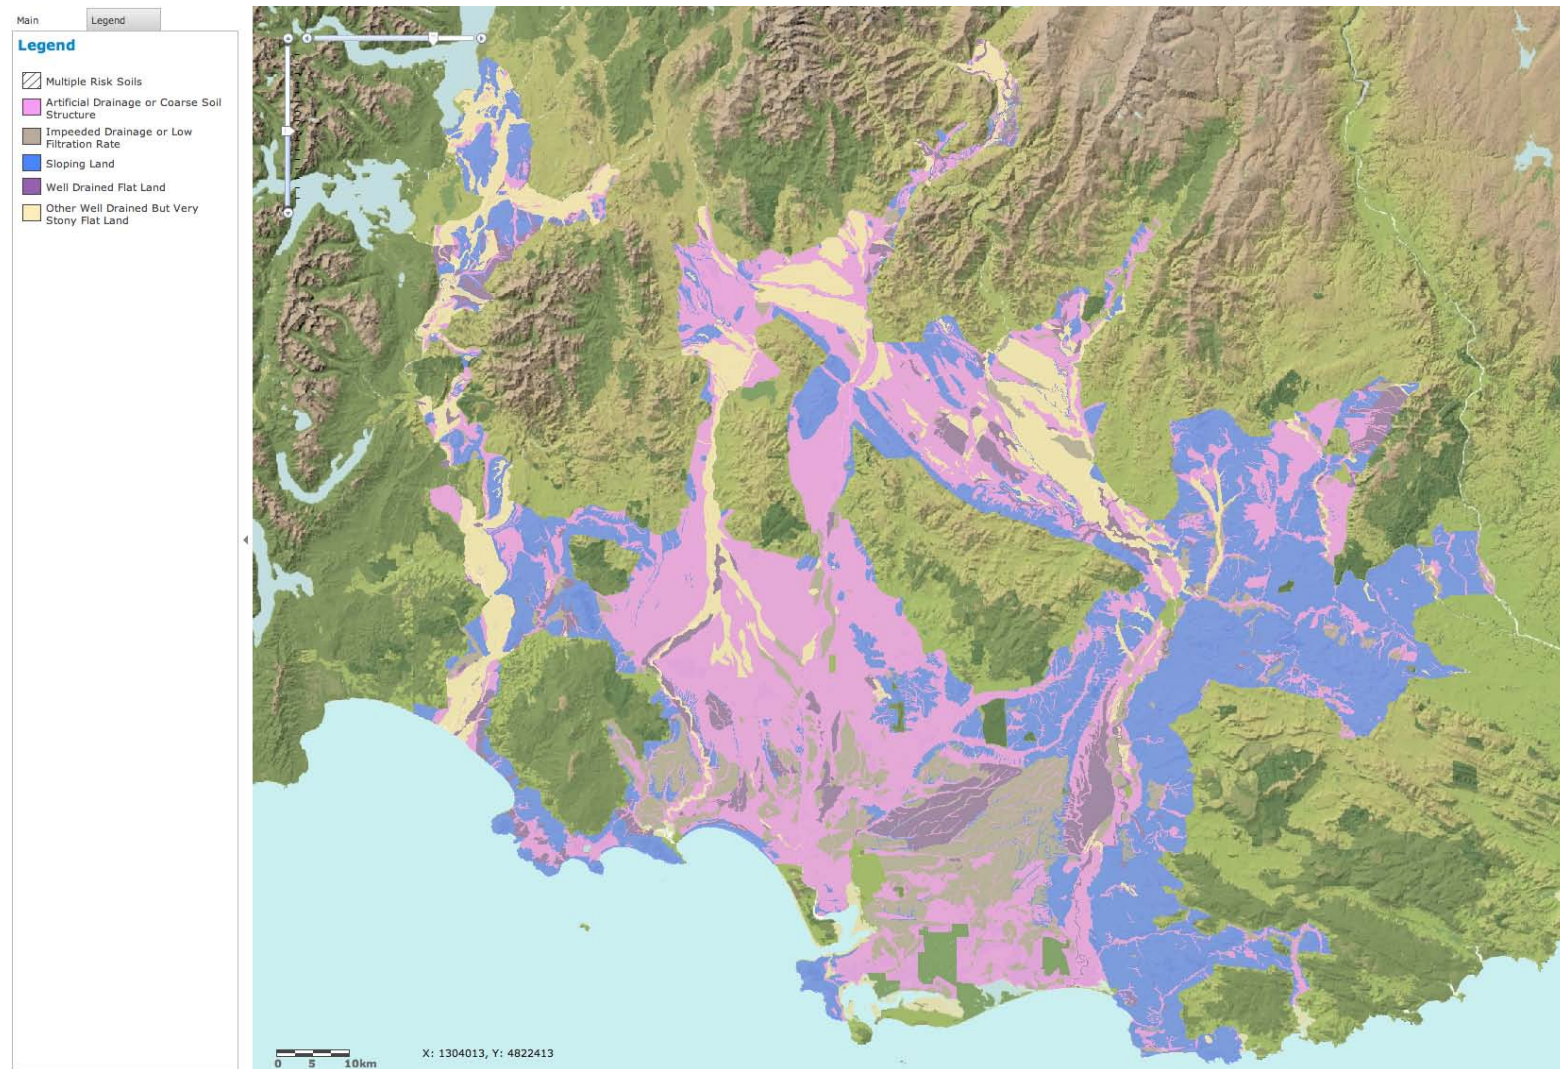 Main
Legend
Legend
Multiple Risk Soils
Artificial Drainage or Coarse Soil
Structure
Impeeded Drainage or Low
Filtration Rate
Sloping Land
Well Drained Flat Land
Other Well Drained But Very
Stony Flat Land
X: 1304013, Y: 4822413
0 5 10km